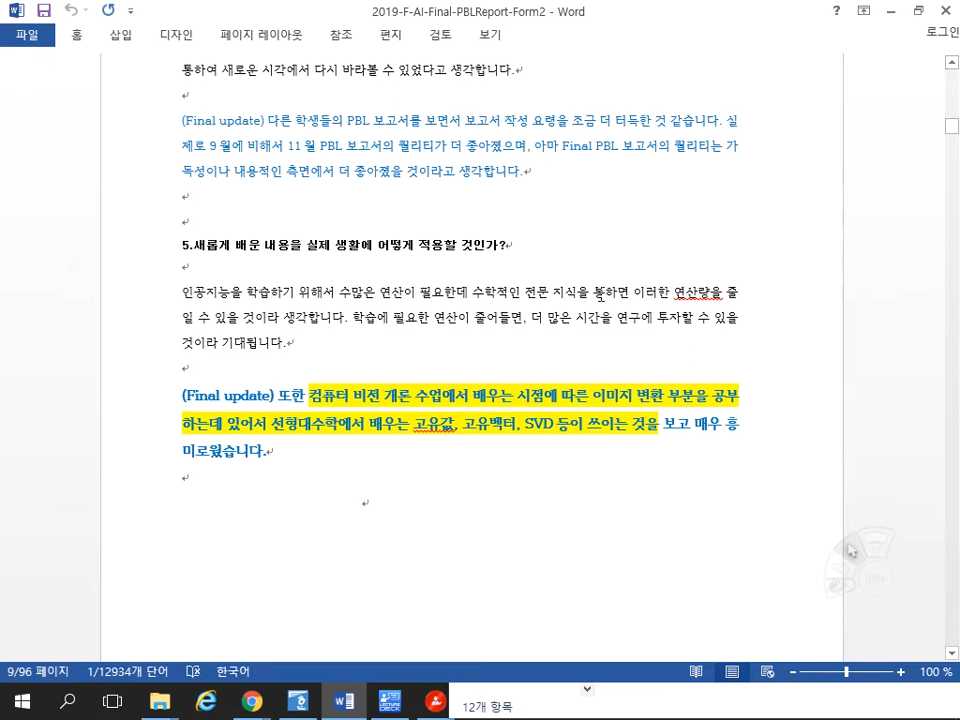 2019-F-AI-Final-PBLReport-Form2 - Word
파일 홈 삽입 디자인 페이지 레이아웃 참조 편지 검토 보기 로그인
통하여 새로운 시각에서 다시 바라볼 수 있었다고 생각합니다.
(Final update) 다른 학생들의 PBL 보고서를 보면서 보고서 작성 요령을 조금 더 터득한 것 같습니다. 실
제로 9 월에 비해서 11 월 PBL 보고서의 퀄리티가 더 좋아졌으며, 아마 Final PBL 보고서의 퀄리티는 가
독성이나 내용적인 측면에서 더 좋아졌을 것이라고 생각합니다.
5.새롭게 배운 내용을 실제 생활에 어떻게 적용할 것인가?
인공지능을 학습하기 위해서 수많은 연산이 필요한데 수학적인 전문 지식을 통하면 이러한 연산량을 줄
일 수 있을 것이라 생각합니다. 학습에 필요한 연산이 줄어들면, 더 많은 시간을 연구에 투자할 수 있을
것이라 기대됩니다.
(Final update) 또한 컴퓨터 비젼 개론 수업에서 배우는 시점에 따른 이미지 변환 부분을 공부
하는데 있어서 선형대수학에서 배우는 고유값, 고유벡터, SVD 등이 쓰이는 것을 보고 매우 흥
미로웠습니다.
9/96 페이지 1/12934개 단어 한국어 100 %
12개 항목